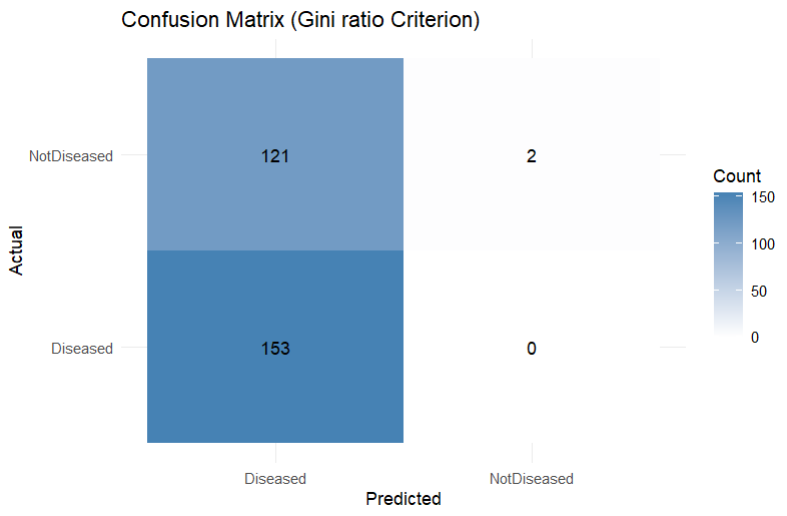 Confusion Matrix (Gini ratio Criterion)
NotDiseased
121
2
Diseased
153
0
Actual
Diseased
NotDiseased
Predicted
Count
150
100
50
0